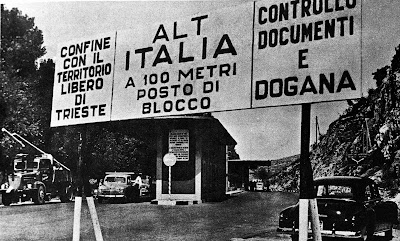 CONFINE
CON IL
TERRITORIO
LIBERO
DI
TRIESTE
ALT
ITALIA
A 100 METRI
POSTO DI
BLOCCO
CONTROLLO
DOCUMENTI
E
DOGANA